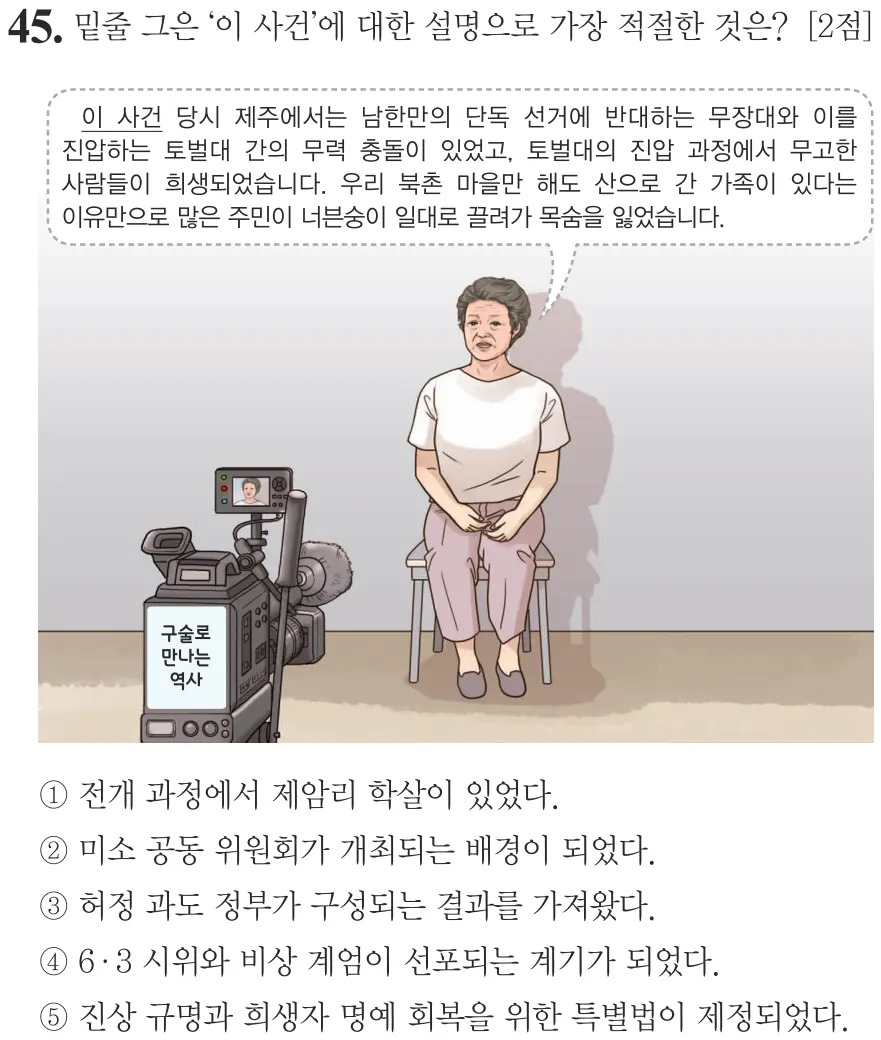 45. 밑줄 그은 ‘이 사건’에 대한 설명으로 가장 적절한 것은? [2점]
이 사건 당시 제주에서는 남한만의 단독 선거에 반대하는 무장대와 이를
진압하는 토벌대 간의 무력 충돌이 있었고, 토벌대의 진압 과정에서 무고한
사람들이 희생되었습니다. 우리 북촌 마을만 해도 산으로 간 가족이 있다는
이유만으로 많은 주민이 너븐숭이 일대로 끌려가 목숨을 잃었습니다.
구술로
만나는
역사
① 전개 과정에서 제암리 학살이 있었다.
② 미소 공동 위원회가 개최되는 배경이 되었다.
③ 허정 과도 정부가 구성되는 결과를 가져왔다.
④ 6·3 시위와 비상 계엄이 선포되는 계기가 되었다.
⑤ 진상 규명과 희생자 명예 회복을 위한 특별법이 제정되었다.